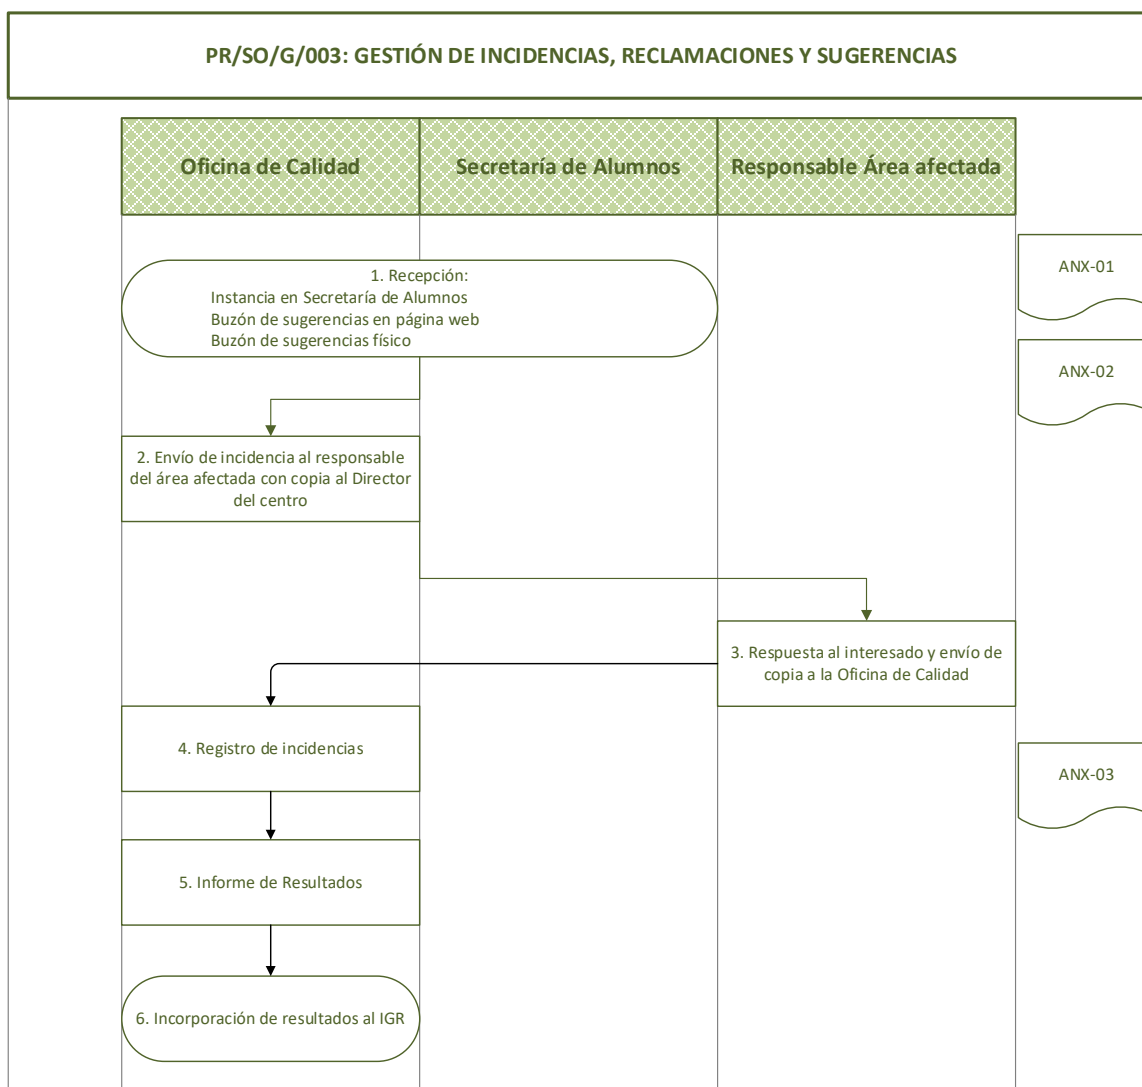 PR/SO/G/003: GESTIÓN DE INCIDENCIAS, RECLAMACIONES Y SUGERENCIAS
Oficina de Calidad
Secretaría de Alumnos
Responsable Área afectada
1. Recepción:
Instancia en Secretaría de Alumnos
Buzón de sugerencias en página web
Buzón de sugerencias físico
ANX-01
ANX-02
2. Envío de incidencia al responsable
del área afectada con copia al Director
del centro
3. Respuesta al interesado y envío de
copia a la Oficina de Calidad
4. Registro de incidencias
ANX-03
5. Informe de Resultados
6. Incorporación de resultados al IGR